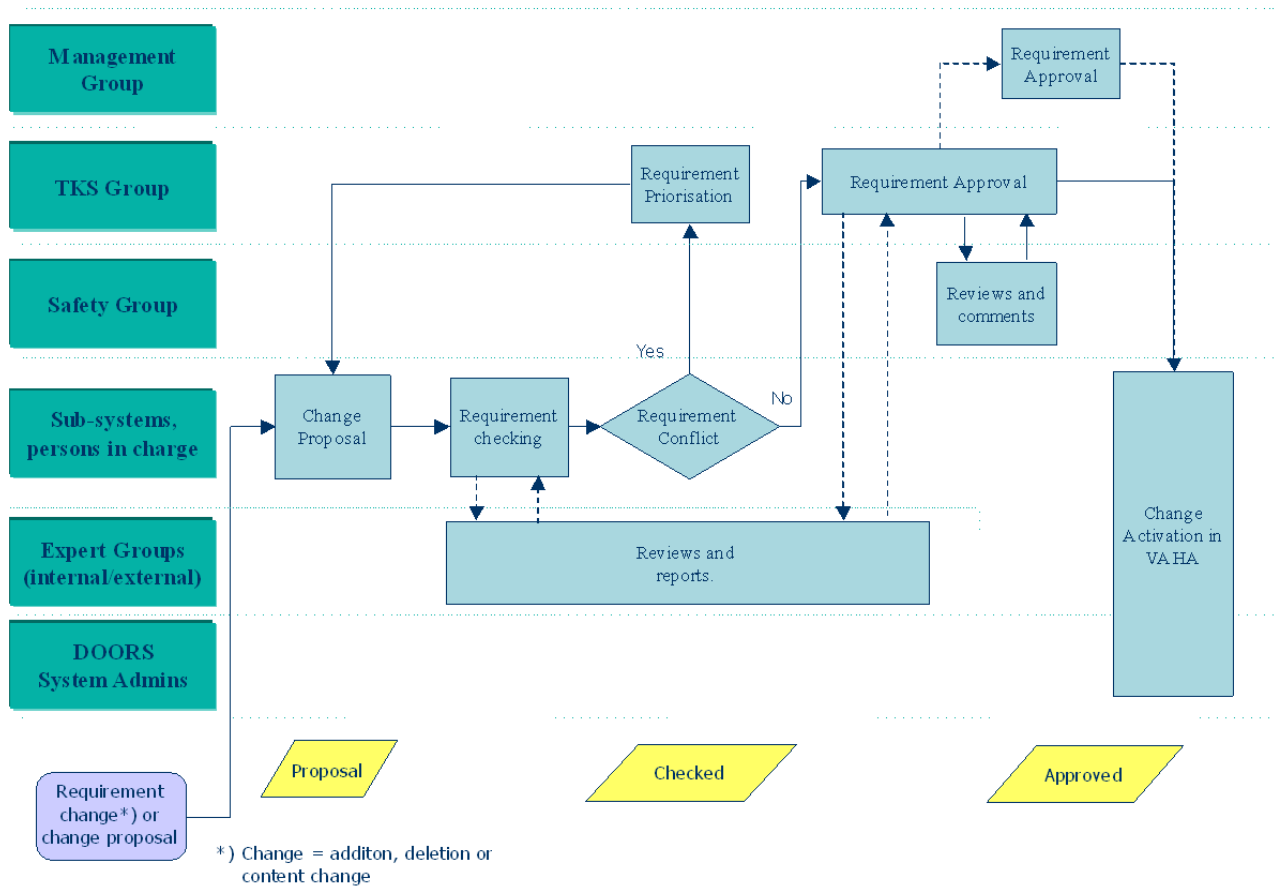 Management
Group
Requirement
Approval
TKS Group
Requirement
Priorisation
Requirement Approval
Safety Group
Reviews and
comments
Yes
No
Sub-systems,
persons in charge
Change
Proposal
Requirement
checking
Requirement
Conflict
Expert Groups
(internal/external)
Reviews and
reports.
Change
Activation in
VAHA
DOORS
System Admins
Proposal
Checked
Approved
Requirement
change*) or
change proposal
*) Change = additon, deletion or
content change